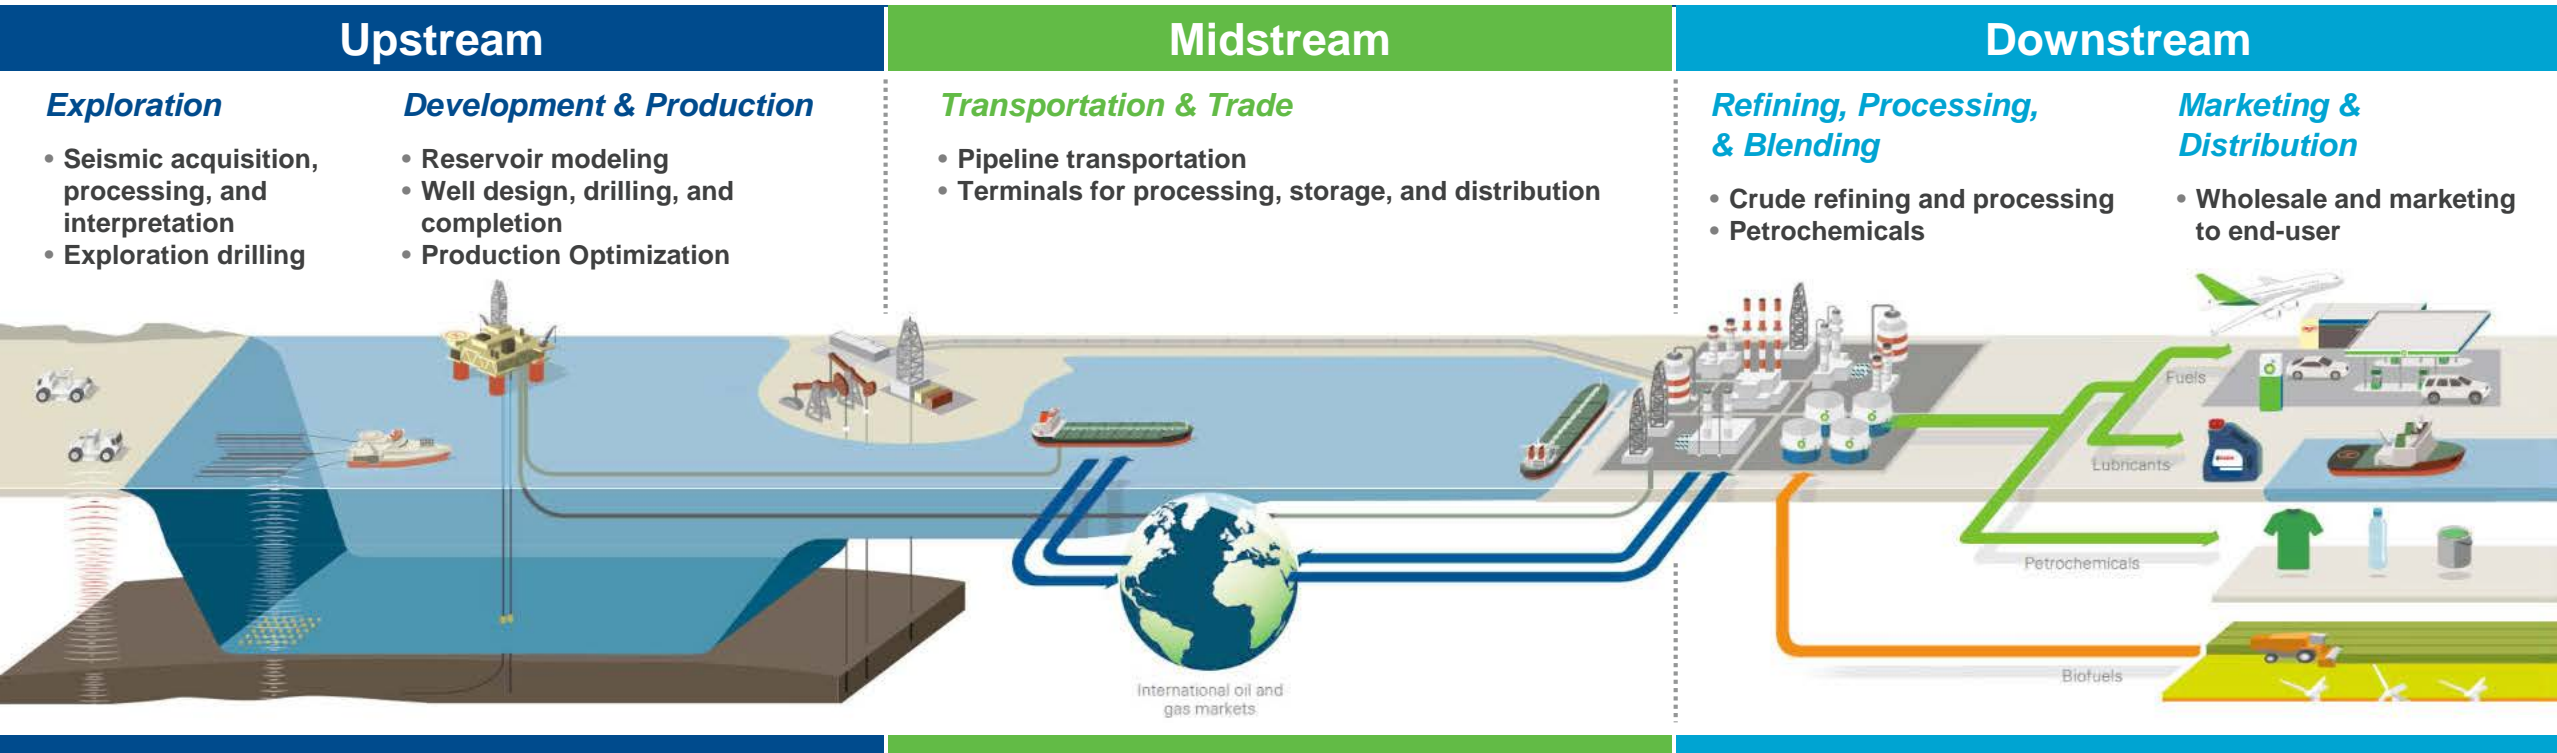 Upstream
Midstream
Downstream
Exploration
• Seismic acquisition,
processing, and
interpretation
• Exploration drilling
Development & Production
• Reservoir modeling
• Well design, drilling, and
completion
• Production Optimization
Transportation & Trade
• Pipeline transportation
• Terminals for processing, storage, and distribution
Refining, Processing,
& Blending
• Crude refining and processing
• Petrochemicals
Marketing &
Distribution
• Wholesale and marketing
to end-user
Fuels
Lubricants
Petrochemicals
Biofuels
International oil and
gas markets